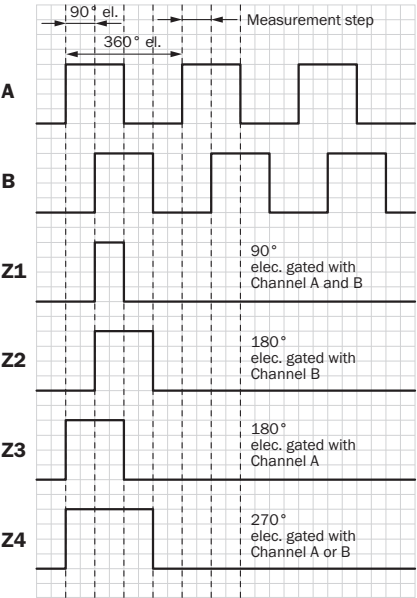 90° el.
Measurement step
360° el.
A
B
Z1
90°
elec. gated with
Channel A and B
Z2
180°
elec. gated with
Channel B
Z3
180°
elec. gated with
Channel A
Z4
270°
elec. gated with
Channel A or B